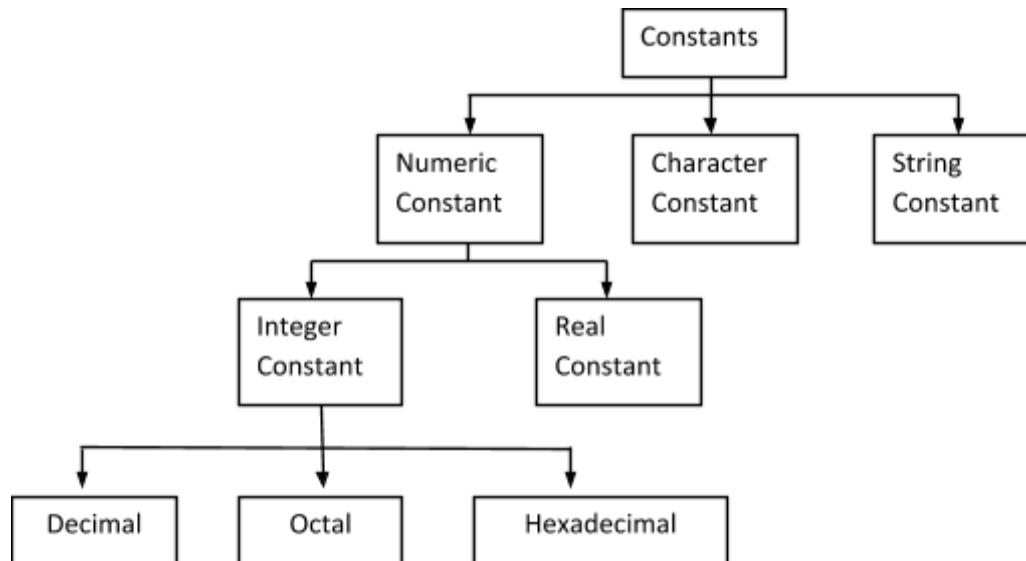 Constants
Numeric
Constant
Character
Constant
String
Constant
Integer
Constant
Real
Constant
Decimal
Octal
Hexadecimal